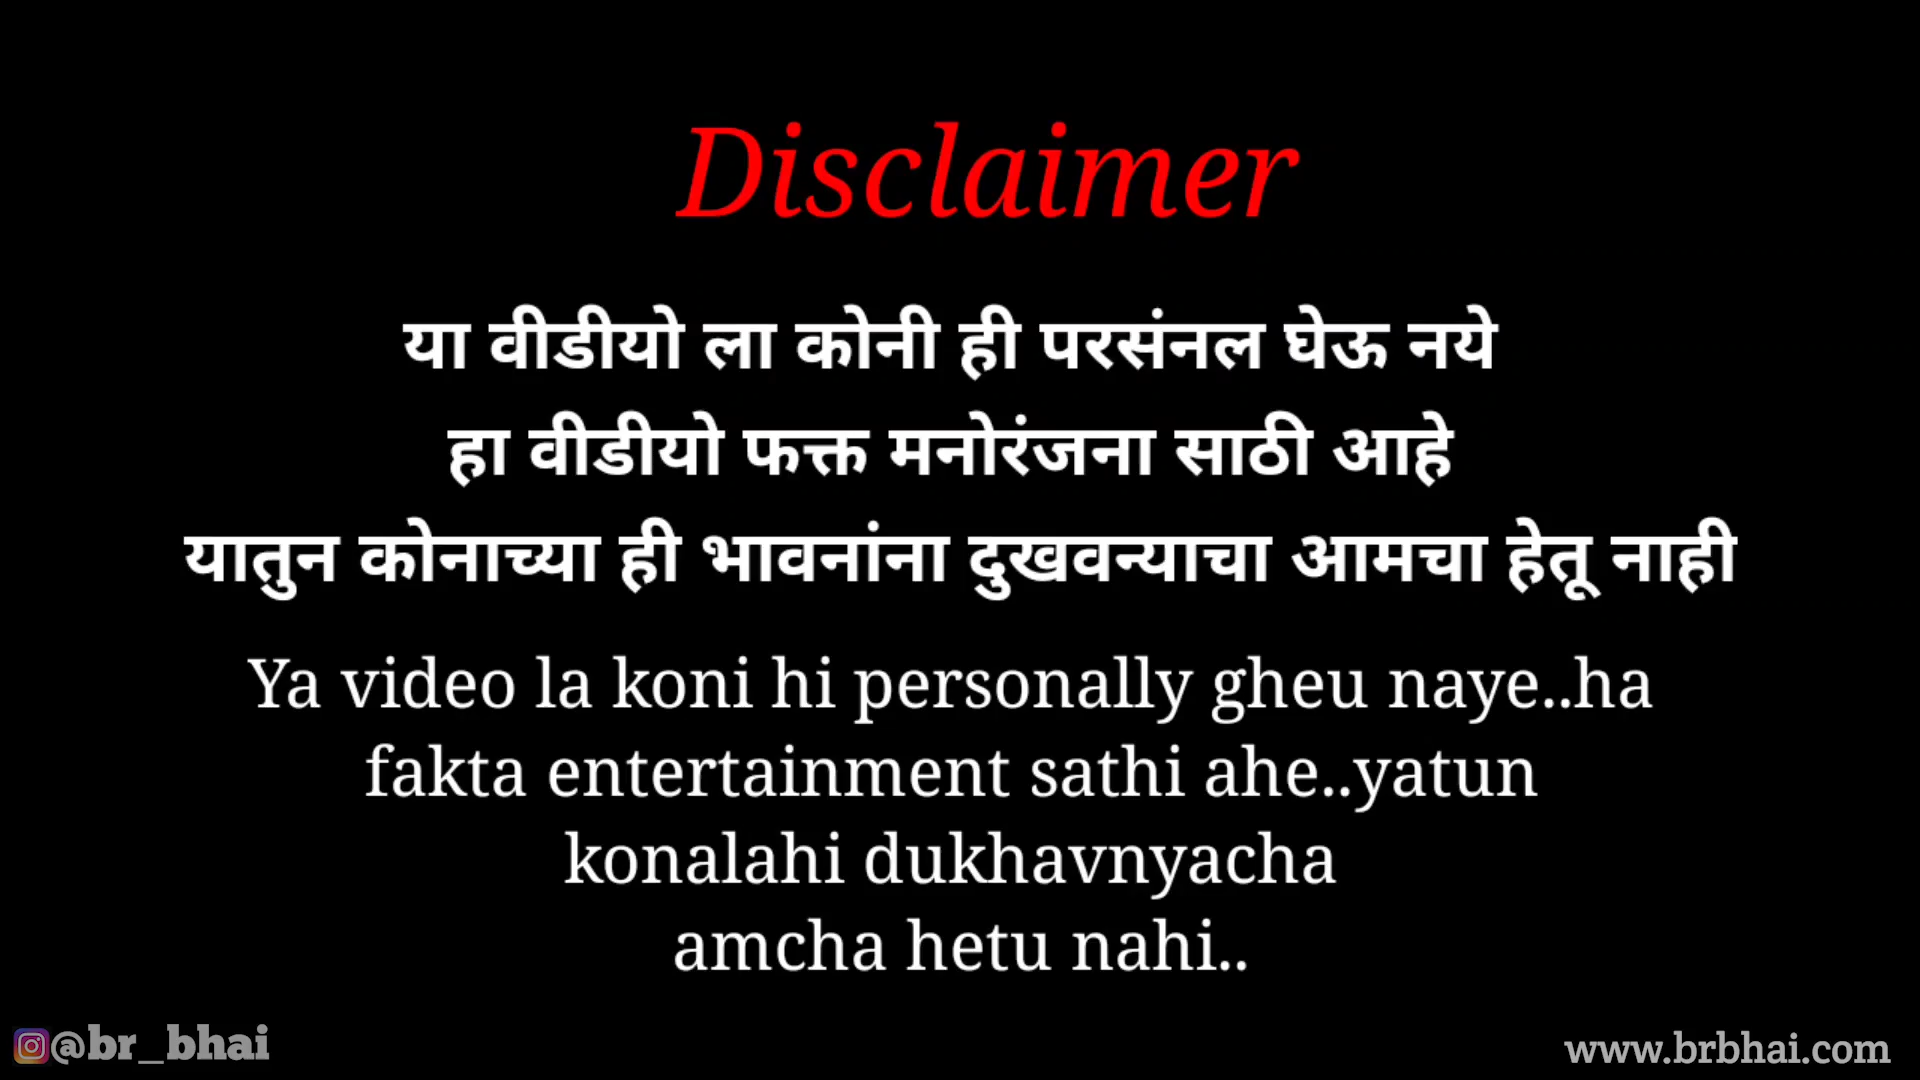 Disclaimer
या वीडीयो ला कोनी ही परसंनल घेऊ नये
हा वीडीयो फक्त मनोरंजना साठी आहे
यातुन कोनाच्या ही भावनांना दुखवन्याचा आमचा हेतू नाही
Ya video la koni hi personally gheu naye..ha
fakta entertainment sathi ahe..yatun
konalahi dukhavnyacha
amcha hetu nahi..
@br_bhai
www.brbhai.com